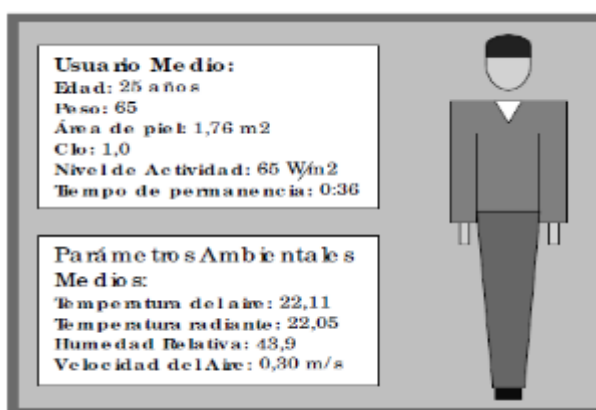 Usuario Medio:
Edad: 25 años
Peso: 65
Área de piel: 1,76 m2
Clo: 1,0
Nivel de Actividad: 65 W/m2
Tiempo de permanencia: 0:36
Parámetros Ambientales
Medios:
Temperatura del aire: 22,11
Temperatura radiante: 22,05
Humedad Relativa: 43,9
Velocidad del Aire: 0,30 m/s